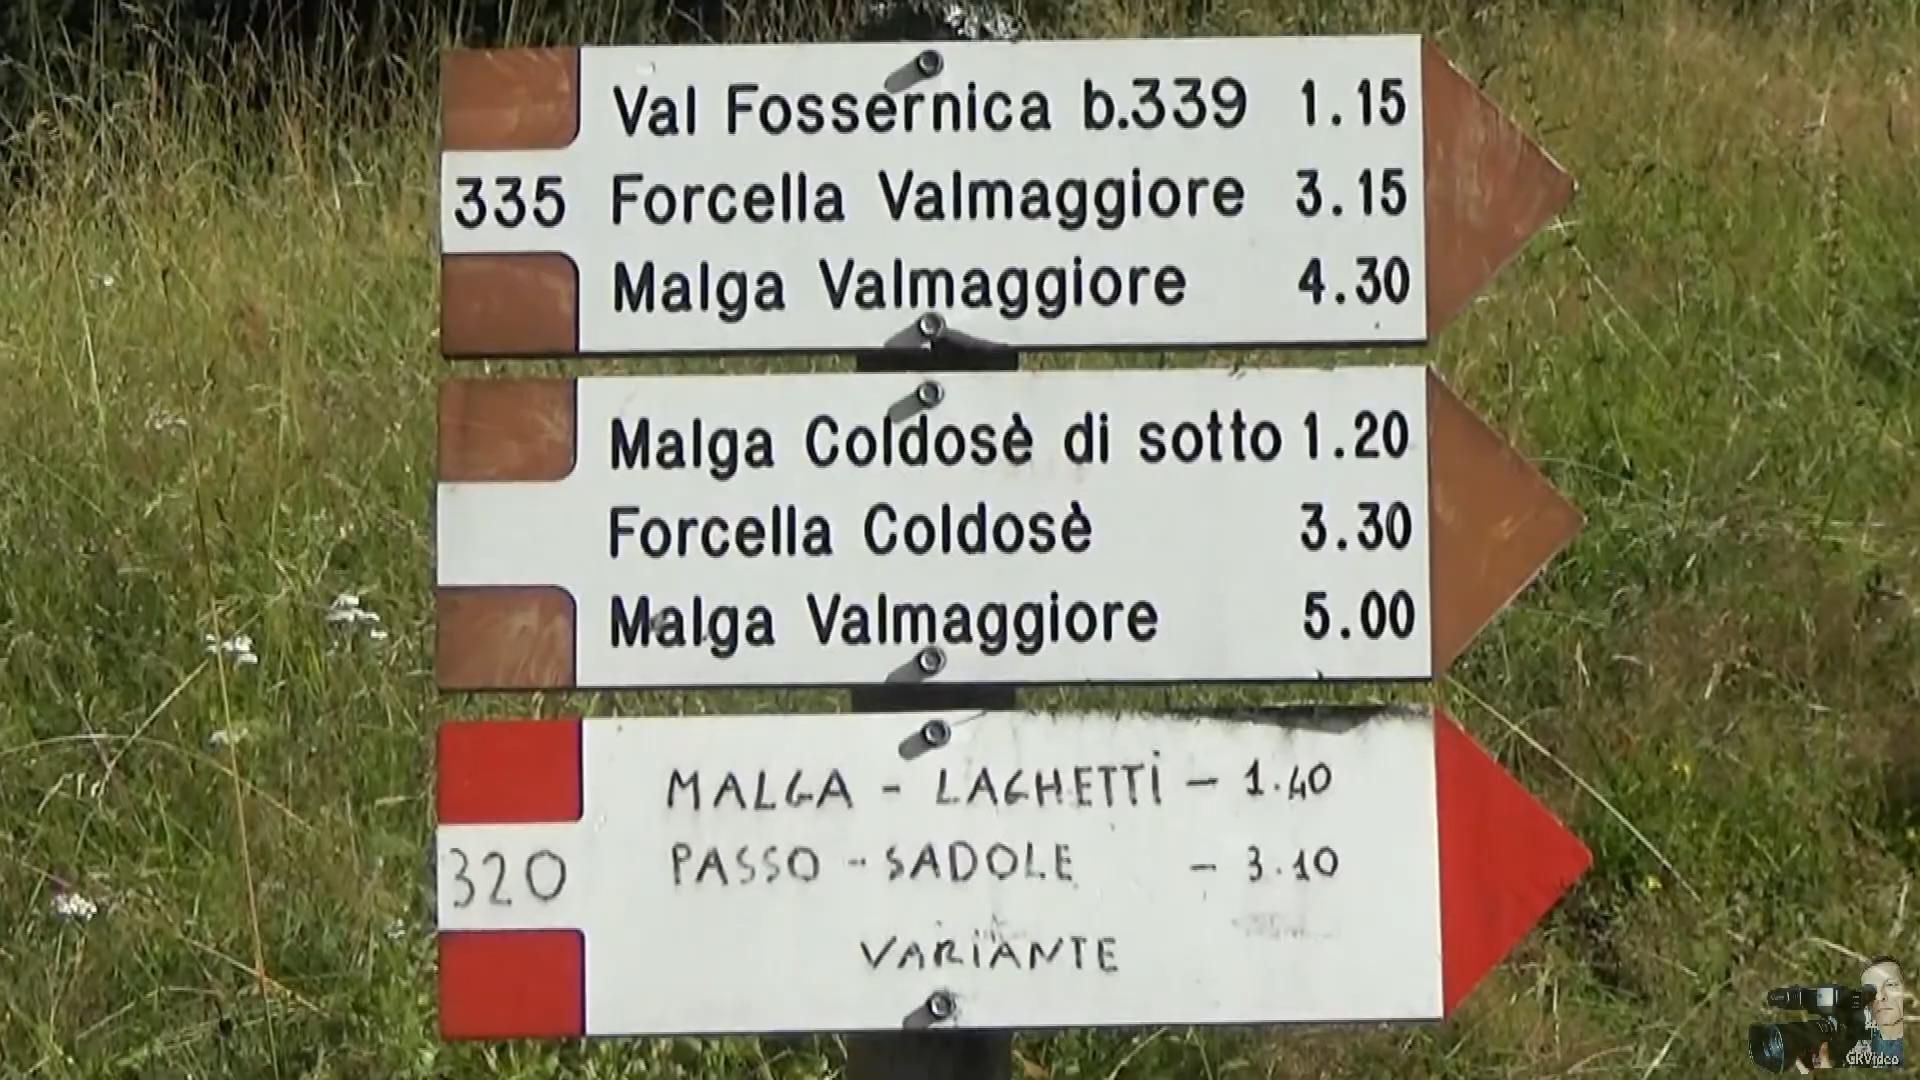 Val Fossernica b.339 1.15
335 Forcella Valmaggiore 3.15
Malga Valmaggiore 4.30
Malga Coldosè di sotto 1.20
Forcella Coldosè 3.30
Malga Valmaggiore 5.00
MALGA - LAGHETTi - 1.40
320 PASSO - SADOLE - 3.10
VARiANTE
GRVideo